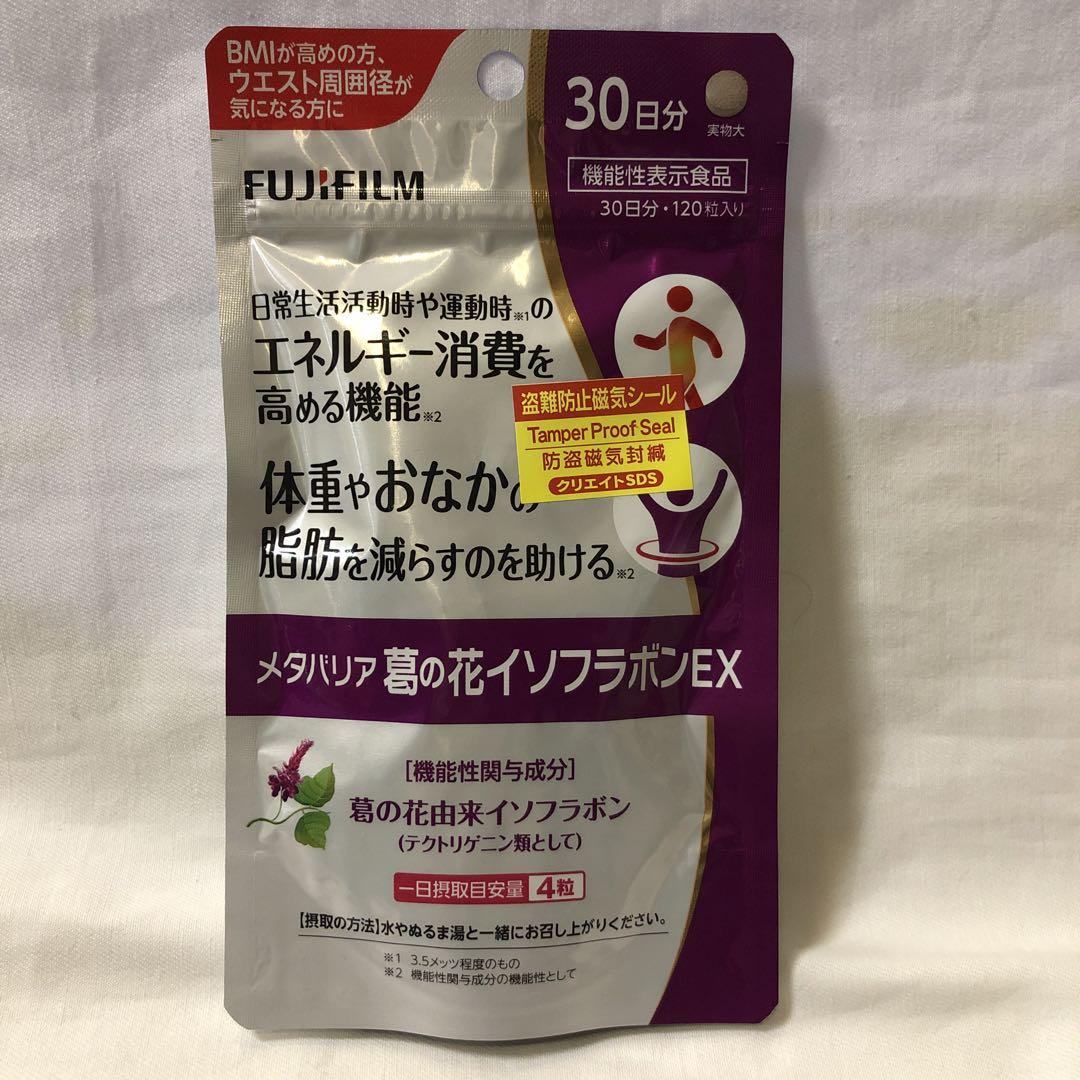 BMIが高めの方、
ウエスト周囲径が
気になる方に
30日分
実物大
FUJIFILM
機能性表示食品
30日分・120粒入り
日常生活活動時や運動時※1の
エネルギー消費を
高める機能※2
盗難防止磁気シール
Tamper Proof Seal
防盗磁気封緘
クリエイトSDS
体重やおなかの
脂肪を減らすのを助ける※2
メタバリア 葛の花イソフラボンEX
[機能性関与成分]
葛の花由来イソフラボン
(テクトリゲニン類として)
一日摂取目安量 4粒
【摂取の方法】水やぬるま湯と一緒にお召し上がりください。
※1 3.5メッツ程度のもの
※2 機能性関与成分の機能性として